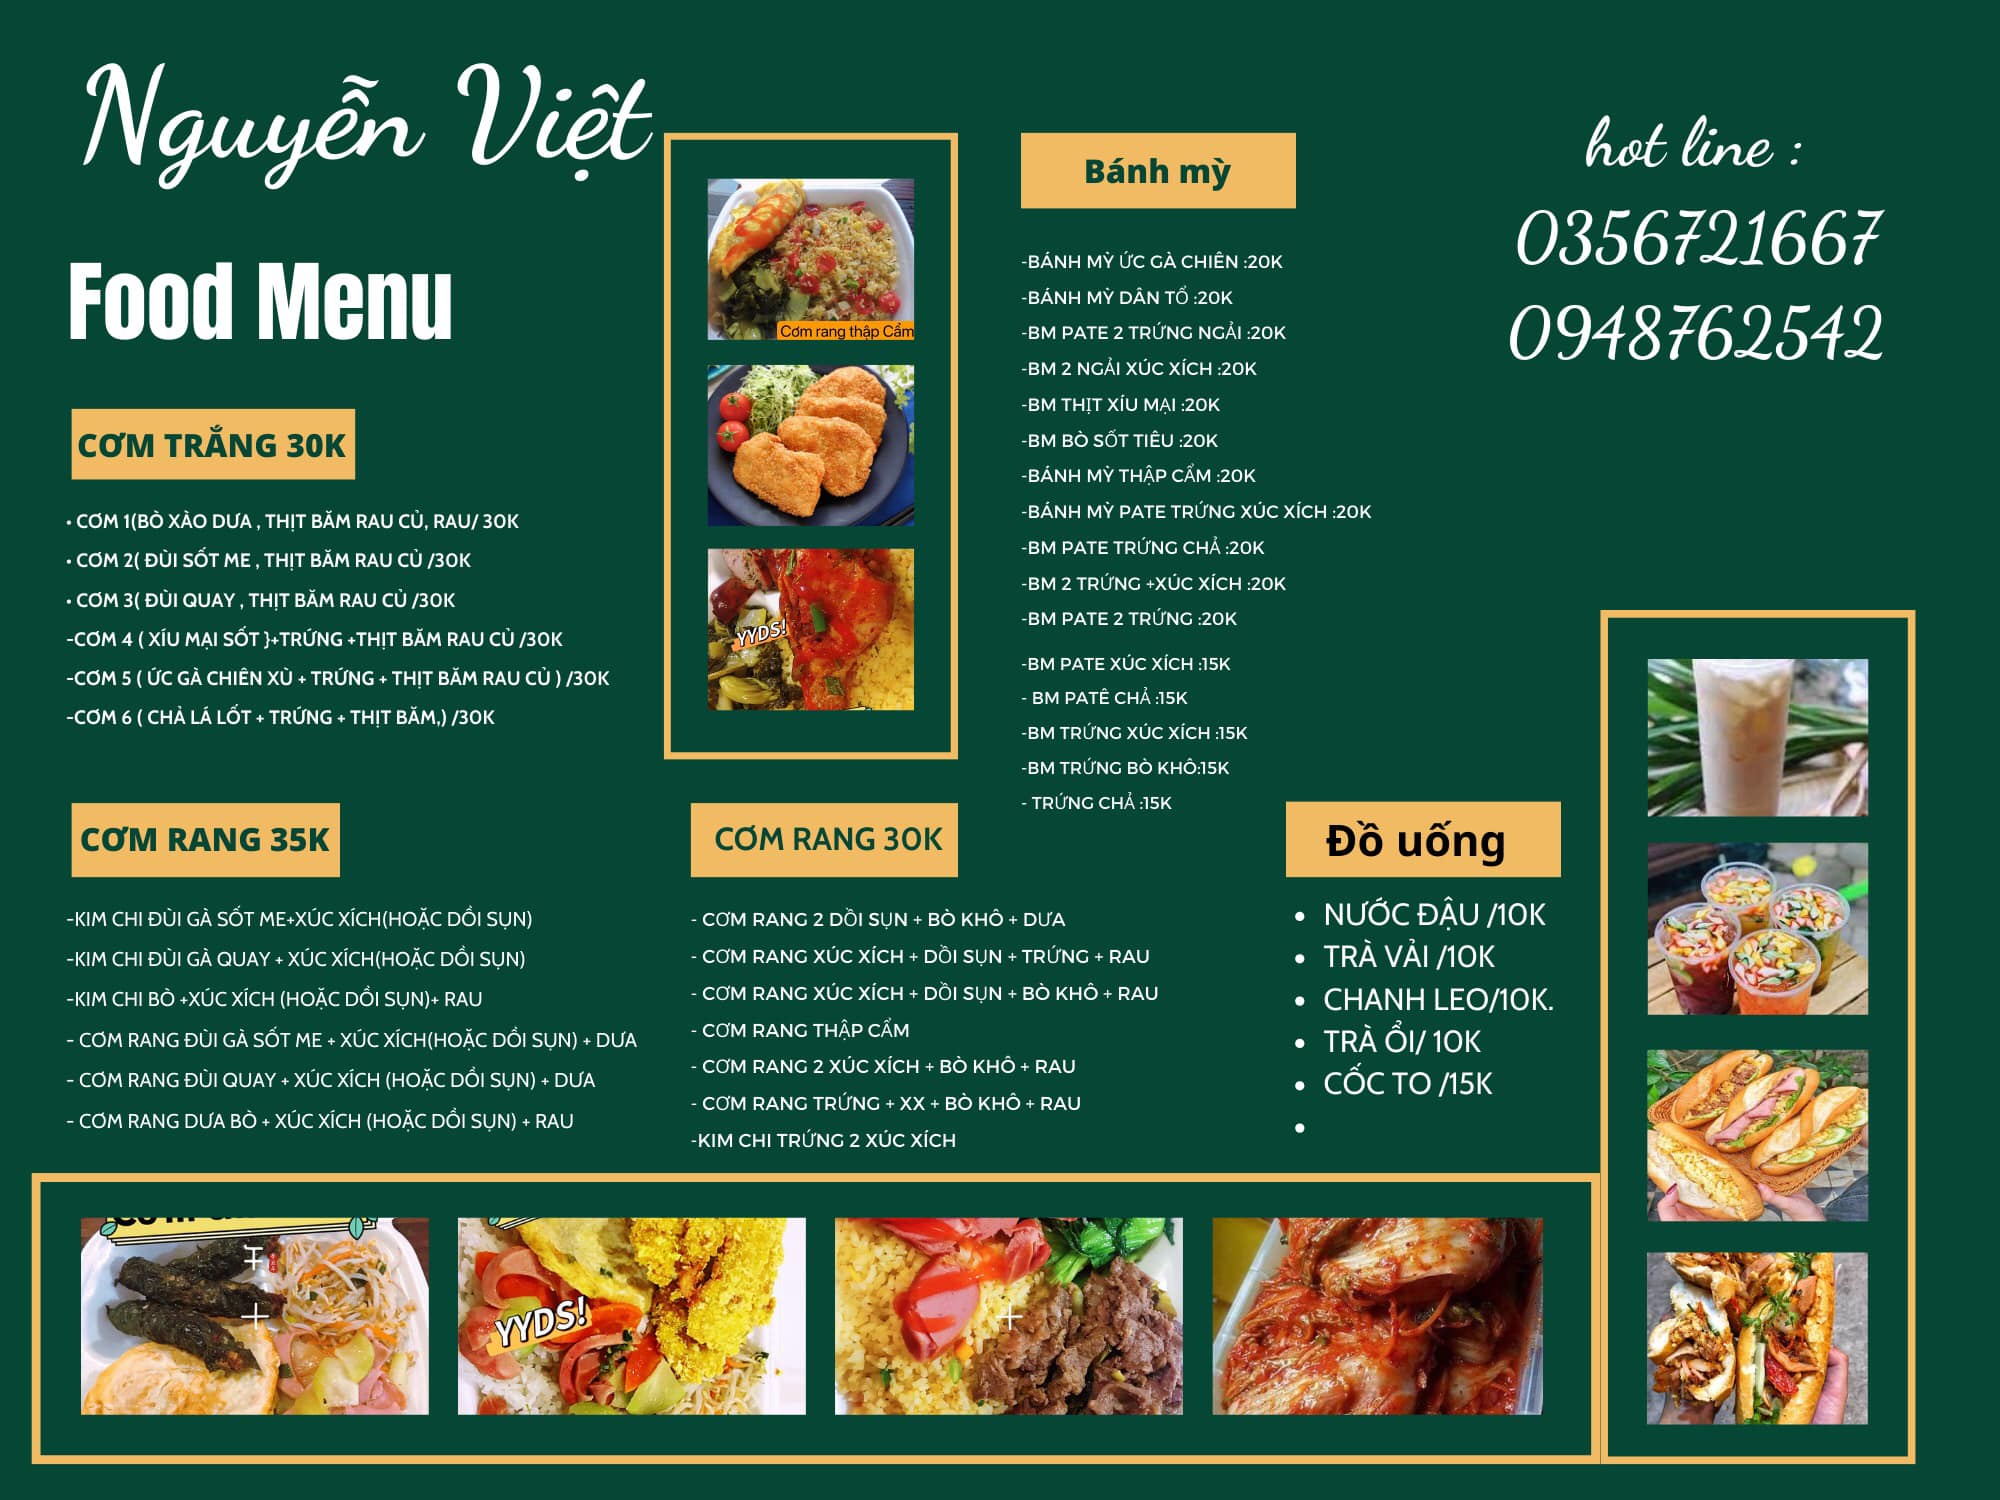 Nguyễn Việt
Food Menu
CƠM TRẮNG 30K
• CƠM 1(BÒ XÀO DƯA , THỊT BĂM RAU CỦ, RAU/ 30K
• CƠM 2( ĐÙI SỐT ME , THỊT BĂM RAU CỦ /30K
• CƠM 3( ĐÙI QUAY , THỊT BĂM RAU CỦ /30K
-CƠM 4 ( XÍU MẠI SỐT }+TRỨNG +THỊT BĂM RAU CỦ /30K
-CƠM 5 ( ỨC GÀ CHIÊN XÙ + TRỨNG + THỊT BĂM RAU CỦ ) /30K
-CƠM 6 ( CHẢ LÁ LỐT + TRỨNG + THỊT BĂM,) /30K
Cơm rang thập Cẩm
YYDS!
Bánh mỳ
-BÁNH MỲ ỨC GÀ CHIÊN :20K
-BÁNH MỲ DÂN TỔ :20K
-BM PATE 2 TRỨNG NGẢI :20K
-BM 2 NGẢI XÚC XÍCH :20K
-BM THỊT XÍU MẠI :20K
-BM BÒ SỐT TIÊU :20K
-BÁNH MỲ THẬP CẨM :20K
-BÁNH MỲ PATE TRỨNG XÚC XÍCH :20K
-BM PATE TRỨNG CHẢ :20K
-BM 2 TRỨNG +XÚC XÍCH :20K
-BM PATE 2 TRỨNG :20K
-BM PATE XÚC XÍCH :15K
- BM PATÊ CHẢ :15K
-BM TRỨNG XÚC XÍCH :15K
-BM TRỨNG BÒ KHÔ:15K
- TRỨNG CHẢ :15K
hot line :
0356721667
0948762542
CƠM RANG 35K
-KIM CHI ĐÙI GÀ SỐT ME+XÚC XÍCH(HOẶC DỒI SỤN)
-KIM CHI ĐÙI GÀ QUAY + XÚC XÍCH(HOẶC DỒI SỤN)
-KIM CHI BÒ +XÚC XÍCH (HOẶC DỒI SỤN)+ RAU
- CƠM RANG ĐÙI GÀ SỐT ME + XÚC XÍCH(HOẶC DỒI SỤN) + DƯA
- CƠM RANG ĐÙI QUAY + XÚC XÍCH (HOẶC DỒI SỤN) + DƯA
- CƠM RANG DƯA BÒ + XÚC XÍCH (HOẶC DỒI SỤN) + RAU
CƠM RANG 30K
- CƠM RANG 2 DỒI SỤN + BÒ KHÔ + DƯA
- CƠM RANG XÚC XÍCH + DỒI SỤN + TRỨNG + RAU
- CƠM RANG XÚC XÍCH + DỒI SỤN + BÒ KHÔ + RAU
- CƠM RANG THẬP CẨM
- CƠM RANG 2 XÚC XÍCH + BÒ KHÔ + RAU
- CƠM RANG TRỨNG + XX + BÒ KHÔ + RAU
-KIM CHI TRỨNG 2 XÚC XÍCH
Đồ uống
• NƯỚC ĐẬU /10K
• TRÀ VẢI /10K
• CHANH LEO/10K.
• TRÀ ỔI/ 10K
• CỐC TO /15K
•
YYDS!